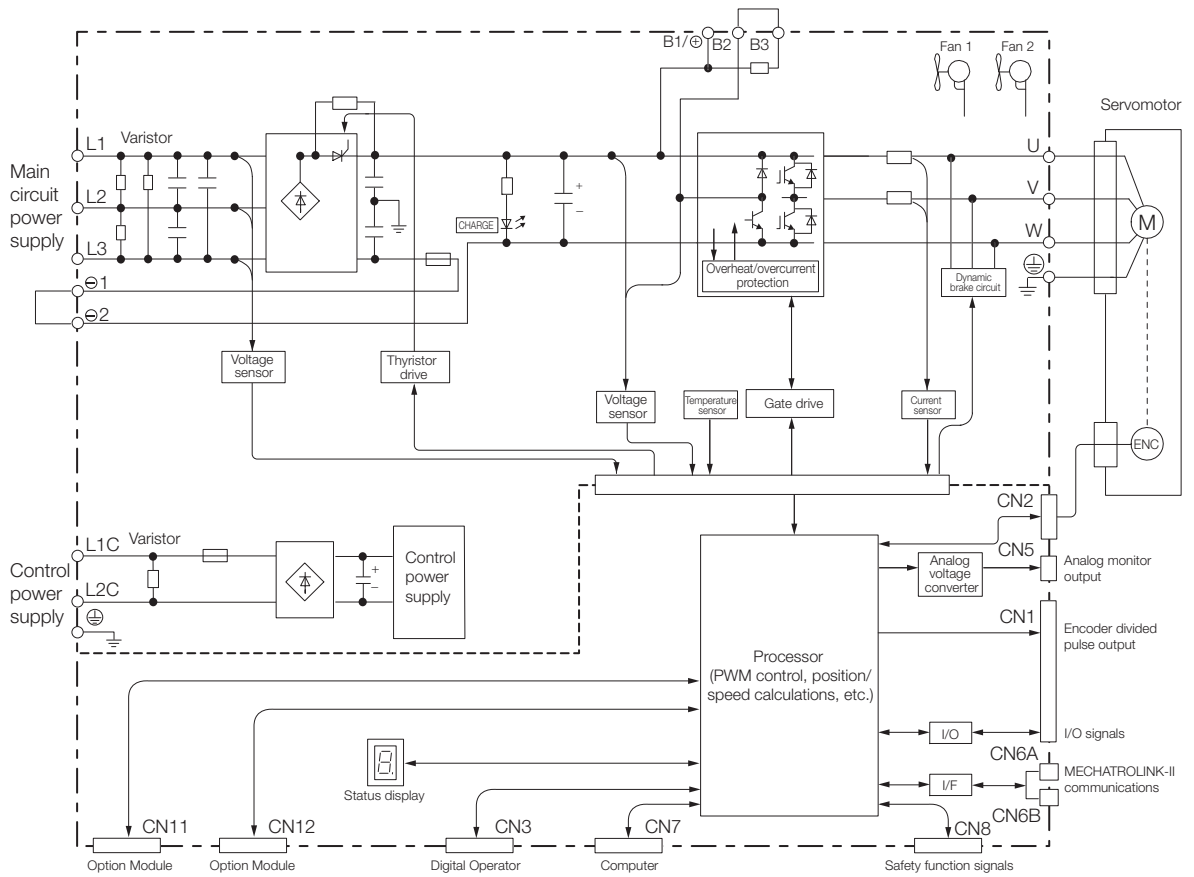 B1/⊕ B2 B3
Fan 1
Fan 2
Servomotor
Varistor
L1
L2
L3
Main
circuit
power
supply
⊖1
⊖2
CHARGE
+
–
Overheat/overcurrent
protection
U
V
W
M
Dynamic
brake circuit
Voltage
sensor
Thyristor
drive
Voltage
sensor
Temperature
sensor
Gate drive
Current
sensor
ENC
CN2
CN5
Analog monitor
output
Analog
voltage
converter
L1C
Varistor
L2C
Control
power
supply
+
–
Control
power
supply
CN1
Encoder divided
pulse output
Processor
(PWM control, position/
speed calculations, etc.)
I/O
I/O signals
CN6A
MECHATROLINK-II
communications
I/F
CN6B
8.
Status display
CN11
Option Module
CN12
Option Module
CN3
Digital Operator
CN7
Computer
CN8
Safety function signals